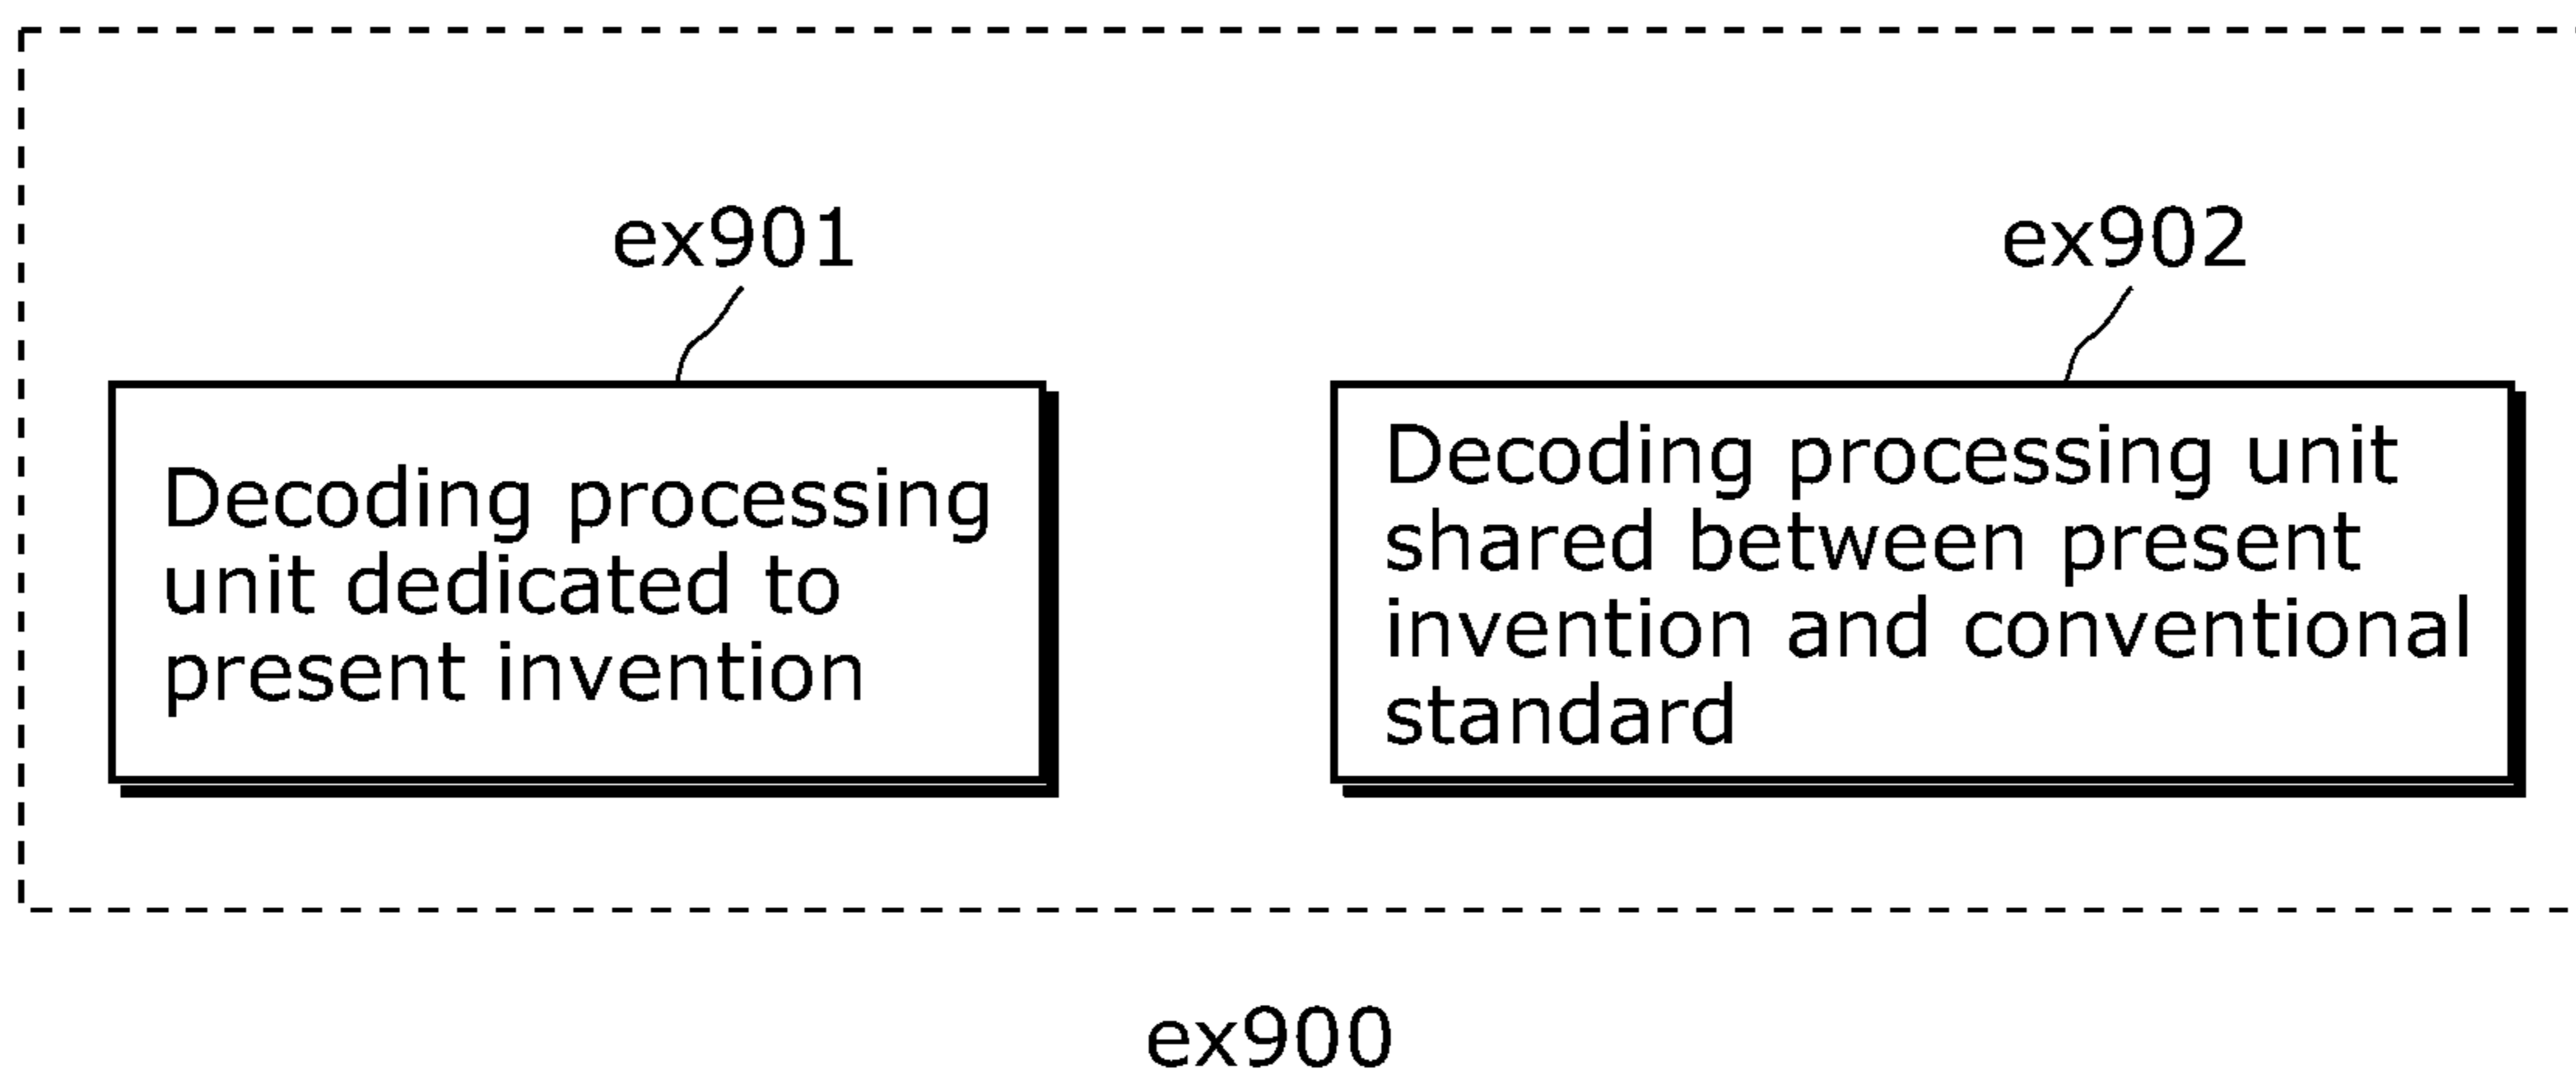 ex901
ex902
Decoding processing
unit dedicated to
present invention
Decoding processing unit
shared between present
invention and conventional
standard
ex900